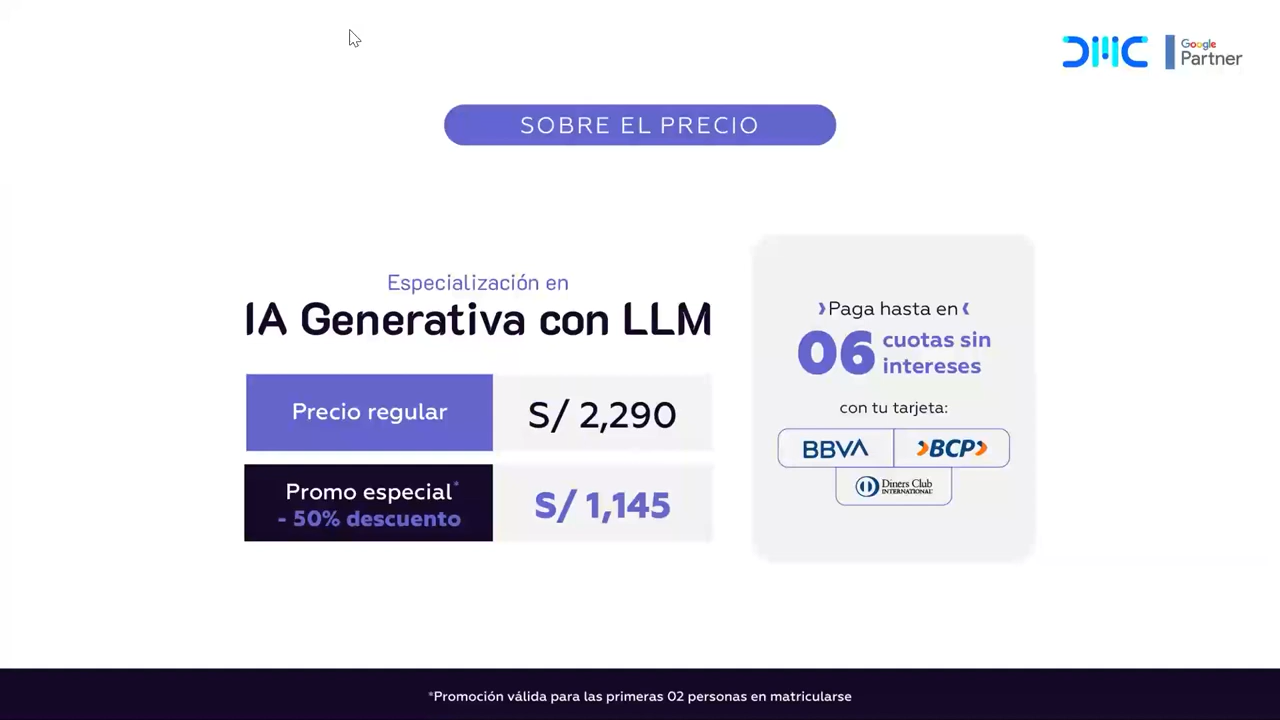 DMC
Google
Partner
SOBRE EL PRECIO
Especialización en
IA Generativa con LLM
Precio regular
S/ 2,290
Promo especial*
- 50% descuento
S/ 1,145
Paga hasta en
06 cuotas sin
intereses
con tu tarjeta:
BBVA
BCP
Diners Club
INTERNATIONAL
*Promoción válida para las primeras 02 personas en matricularse